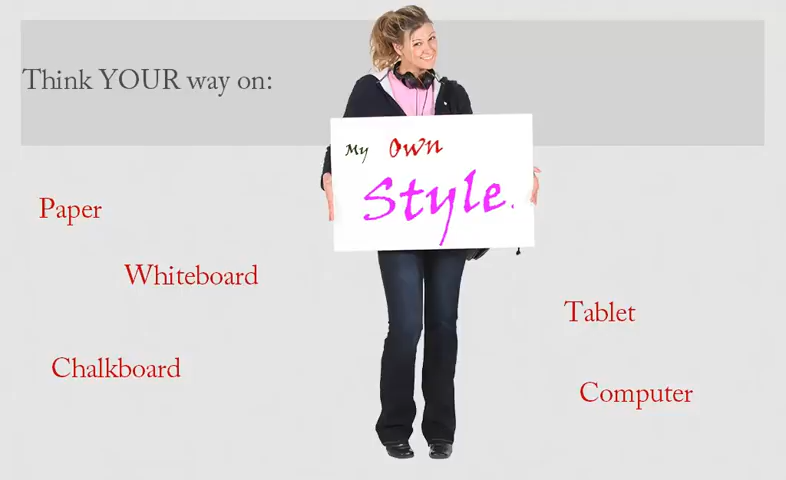 Think YOUR way on:
My Own
Style.
Paper
Whiteboard
Tablet
Chalkboard
Computer